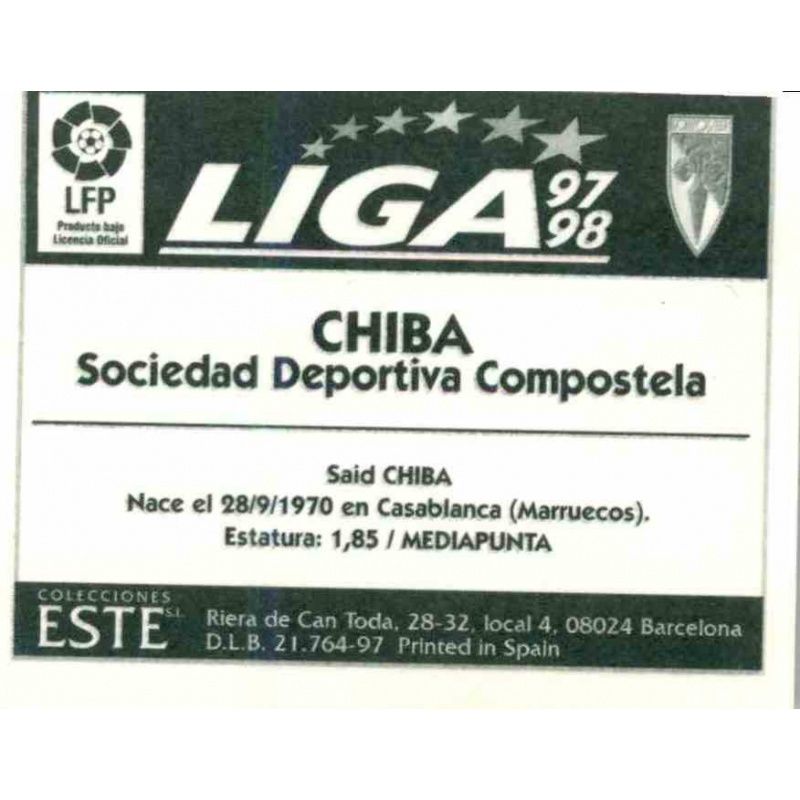 LFP
Producto bajo
Licencia Oficial
LIGA 97
98
CHIBA
Sociedad Deportiva Compostela
Said CHIBA
Nace el 28/9/1970 en Casablanca (Marruecos).
Estatura: 1,85 / MEDIAPUNTA
COLECCIONES
ESTE S.L.
Riera de Can Toda, 28-32, local 4, 08024 Barcelona
D.L.B. 21.764-97 Printed in Spain